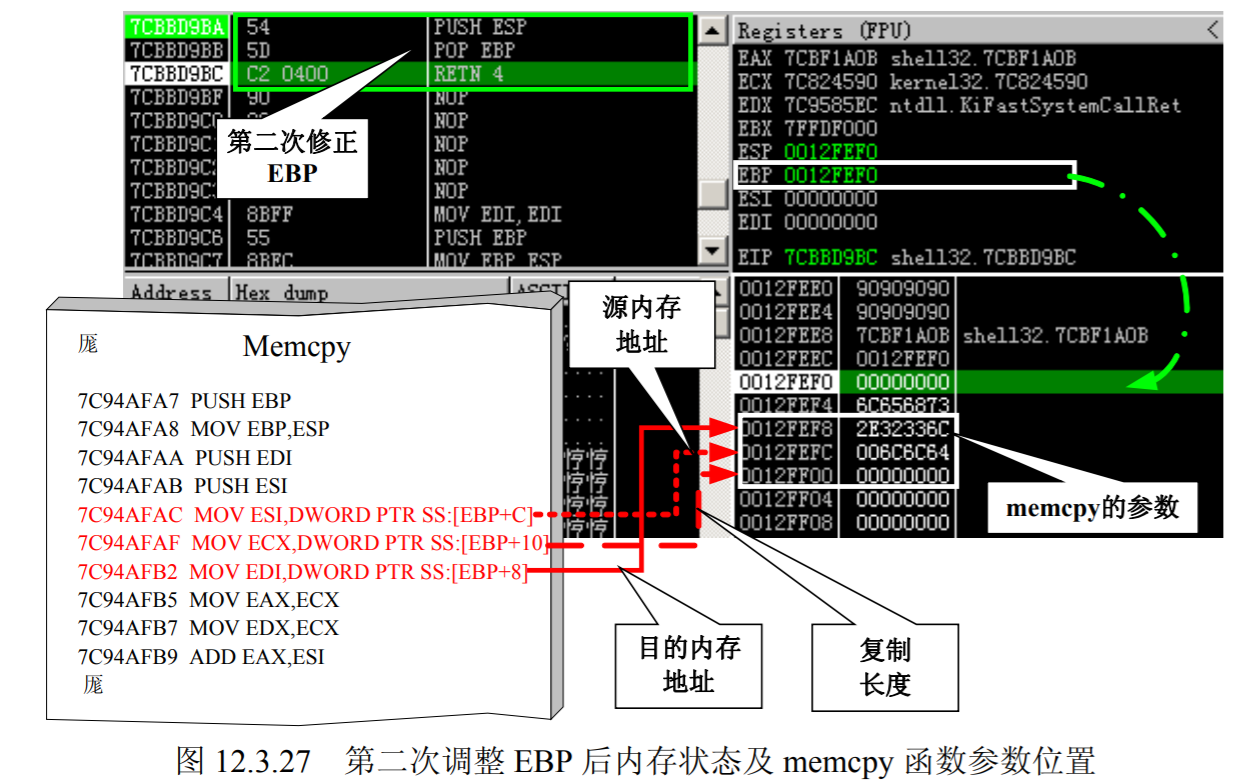 7CBBD9BA 54 PUSH ESP
7CBBD9BB 5D POP EBP
7CBBD9BC C2 0400 RETN 4
7CBBD9BF 90 NOP
7CBBD9C0 NOP
7CBBD9C NOP
7CBBD9C NOP
7CBBD9C NOP
7CBBD9C4 8BFF MOV EDI,EDI
7CBBD9C6 55 PUSH EBP
7CBBD9C7 8BEC MOV EBP ESP
第二次修正
EBP
Registers (FPU) <
EAX 7CBF1A0B shell32.7CBF1A0B
ECX 7C824590 kernel32.7C824590
EDX 7C9585EC ntdll.KiFastSystemCallRet
EBX 7FFDF000
ESP 0012FEF0
EBP 0012FEF0
ESI 00000000
EDI 00000000
EIP 7CBBD9BC shell32.7CBBD9BC
Address Hex dump ASCII
源内存
地址
厖
Memcpy
7C94AFA7 PUSH EBP
7C94AFA8 MOV EBP,ESP
7C94AFAA PUSH EDI
7C94AFAB PUSH ESI
7C94AFAC MOV ESI,DWORD PTR SS:[EBP+C]
7C94AFAF MOV ECX,DWORD PTR SS:[EBP+10]
7C94AFB2 MOV EDI,DWORD PTR SS:[EBP+8]
7C94AFB5 MOV EAX,ECX
7C94AFB7 MOV EDX,ECX
7C94AFB9 ADD EAX,ESI
厖
0012FEE0 90909090
0012FEE4 90909090
0012FEE8 7CBF1A0B shell32.7CBF1A0B
0012FEEC 0012FEF0
0012FEF0 00000000
0012FEF4 6C656873
0012FEF8 2E32336C
0012FEFC 006C6C64
0012FF00 00000000
0012FF04 00000000
0012FF08 00000000
memcpy的参数
目的内存
地址
复制
长度
图 12.3.27 第二次调整 EBP 后内存状态及 memcpy 函数参数位置